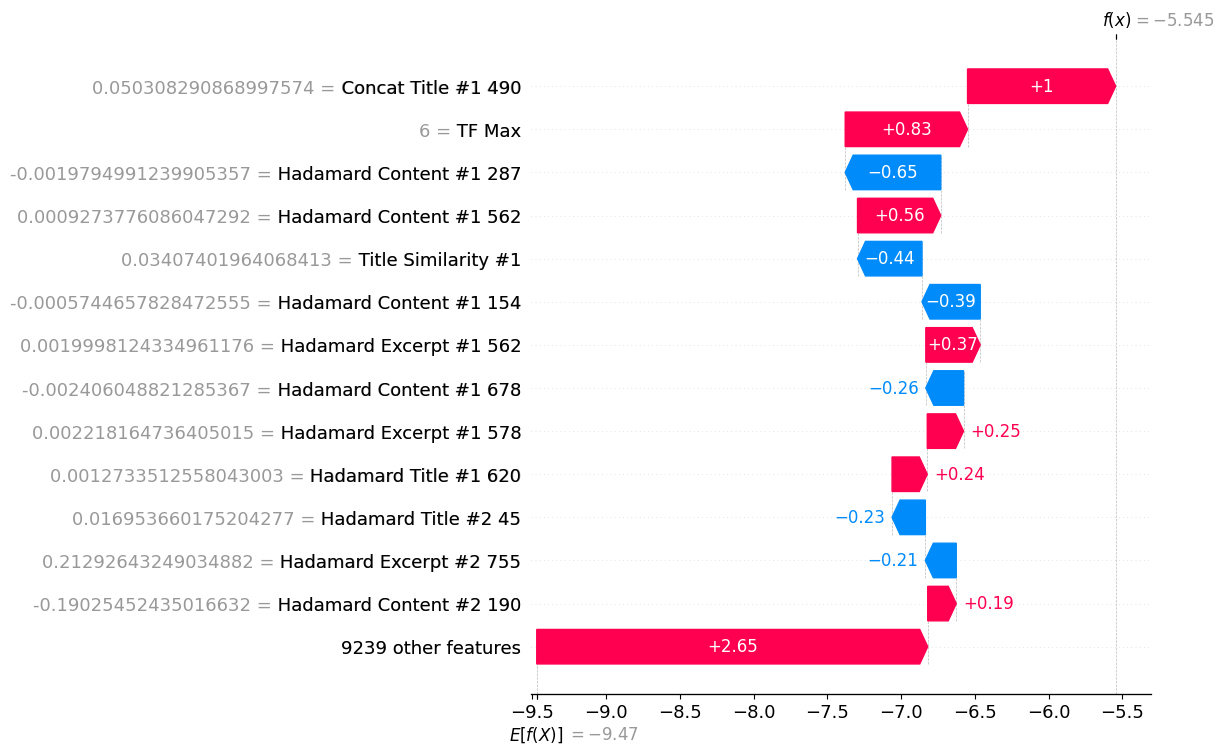 f(x) = −5.545
0.050308290868997574 = Concat Title #1 490 +1
6 = TF Max +0.83
-0.0019794991239905357 = Hadamard Content #1 287 −0.65
0.0009273776086047292 = Hadamard Content #1 562 +0.56
0.03407401964068413 = Title Similarity #1 −0.44
-0.0005744657828472555 = Hadamard Content #1 154 −0.39
0.0019998124334961176 = Hadamard Excerpt #1 562 +0.37
-0.002406048821285367 = Hadamard Content #1 678 −0.26
0.002218164736405015 = Hadamard Excerpt #1 578 +0.25
0.0012733512558043003 = Hadamard Title #1 620 +0.24
0.016953660175204277 = Hadamard Title #2 45 −0.23
0.21292643249034882 = Hadamard Excerpt #2 755 −0.21
-0.19025452435016632 = Hadamard Content #2 190 +0.19
9239 other features +2.65
−9.5 −9.0 −8.5 −8.0 −7.5 −7.0 −6.5 −6.0 −5.5
E[f(X)] = −9.47